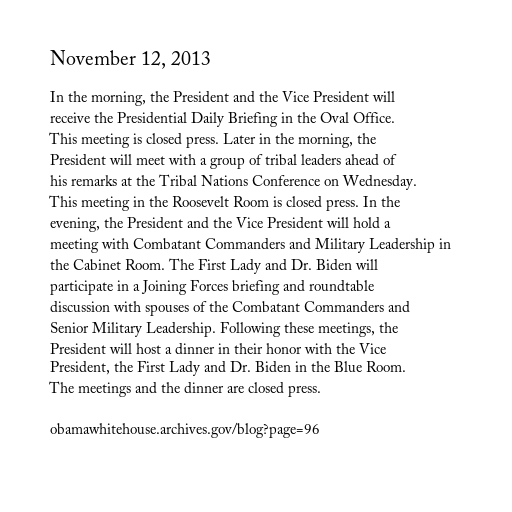 November 12, 2013
In the morning, the President and the Vice President will
receive the Presidential Daily Briefing in the Oval Office.
This meeting is closed press. Later in the morning, the
President will meet with a group of tribal leaders ahead of
his remarks at the Tribal Nations Conference on Wednesday.
This meeting in the Roosevelt Room is closed press. In the
evening, the President and the Vice President will hold a
meeting with Combatant Commanders and Military Leadership in
the Cabinet Room. The First Lady and Dr. Biden will
participate in a Joining Forces briefing and roundtable
discussion with spouses of the Combatant Commanders and
Senior Military Leadership. Following these meetings, the
President will host a dinner in their honor with the Vice
President, the First Lady and Dr. Biden in the Blue Room.
The meetings and the dinner are closed press.
obamawhitehouse.archives.gov/blog?page=96